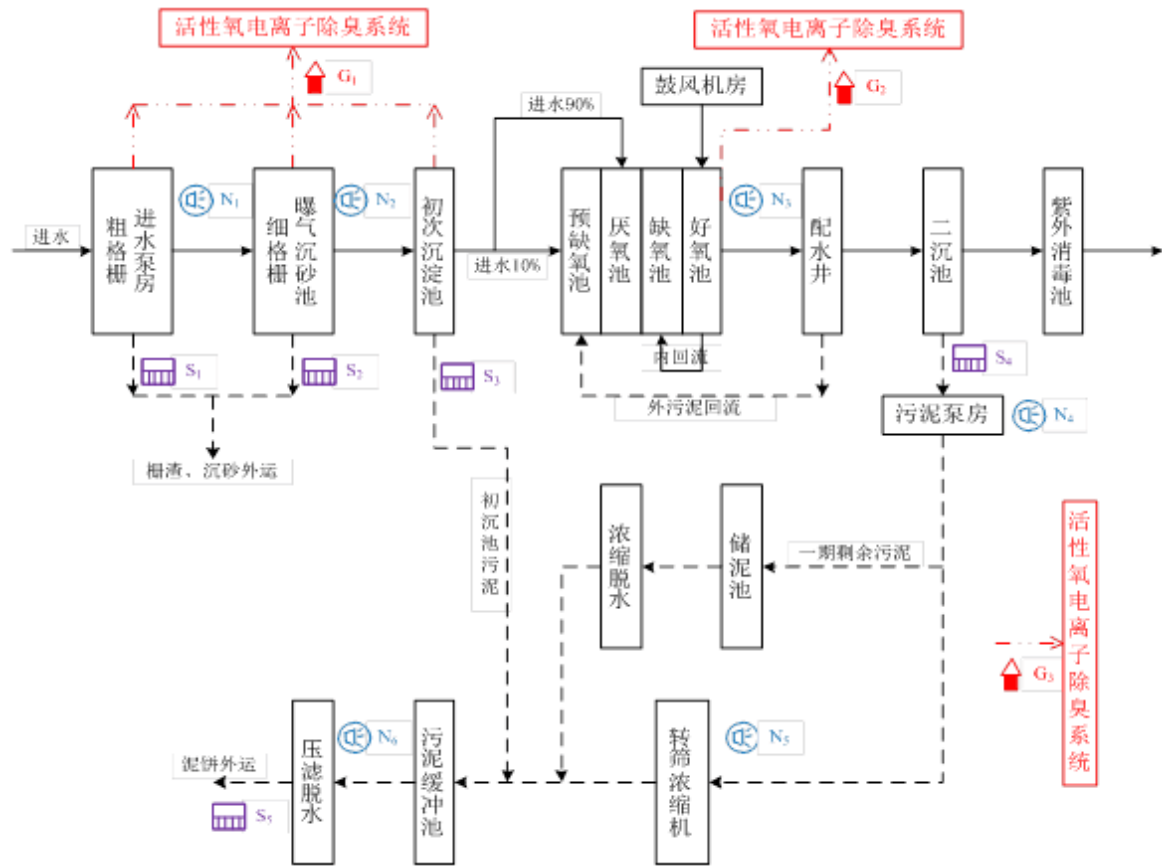 活性氧电离子除臭系统
活性氧电离子除臭系统
G₁
G₂
鼓风机房
进水90%
进水
粗格栅
进水泵房
N₁
细格栅
曝气沉砂池
N₂
初次沉淀池
进水10%
预缺氧池
厌氧池
缺氧池
好氧池
N₃
配水井
二沉池
紫外消毒池
S₁
S₂
S₃
内回流
外污泥回流
S₄
污泥泵房
N₄
栅渣、沉砂外运
初沉池污泥
浓缩脱水
储泥池
一期剩余污泥
活性氧电离子除臭系统
G₃
泥饼外运
S₅
压滤脱水
N₆
污泥缓冲池
转筛浓缩机
N₅